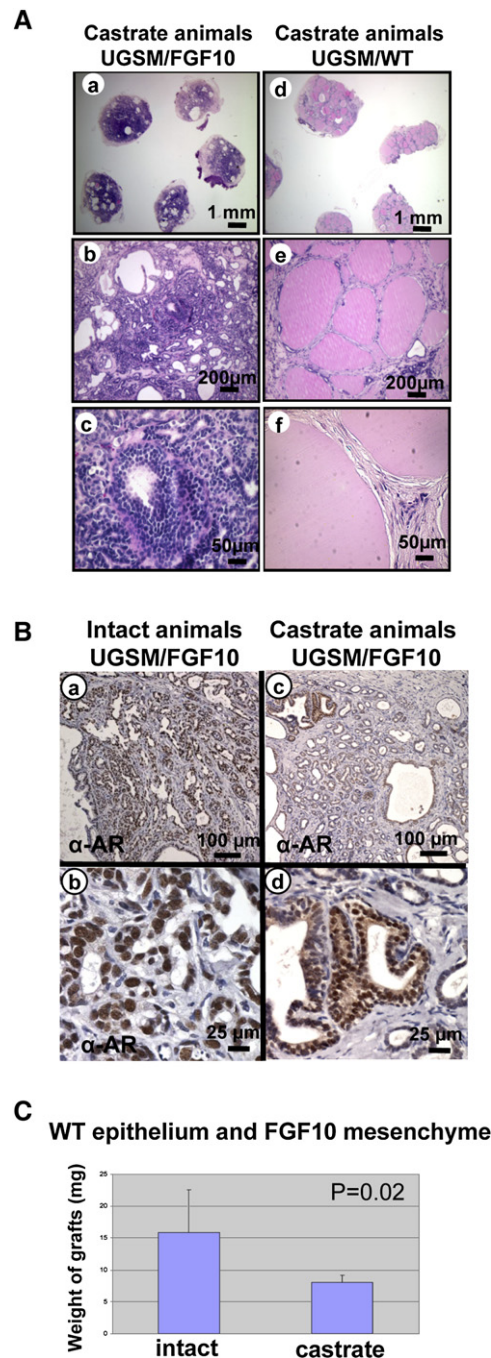 A
Castrate animals
UGSM/FGF10
Castrate animals
UGSM/WT
a
1 mm
d
1 mm
b
200µm
e
200µm
c
50µm
f
50µm
B
Intact animals
UGSM/FGF10
Castrate animals
UGSM/FGF10
a
α-AR
100 µm
c
100 µm
b
α-AR
25 µm
d
25 µm
C
WT epithelium and FGF10 mesenchyme
Weight of grafts (mg)
25
20
15
10
5
0
P=0.02
intact
castrate